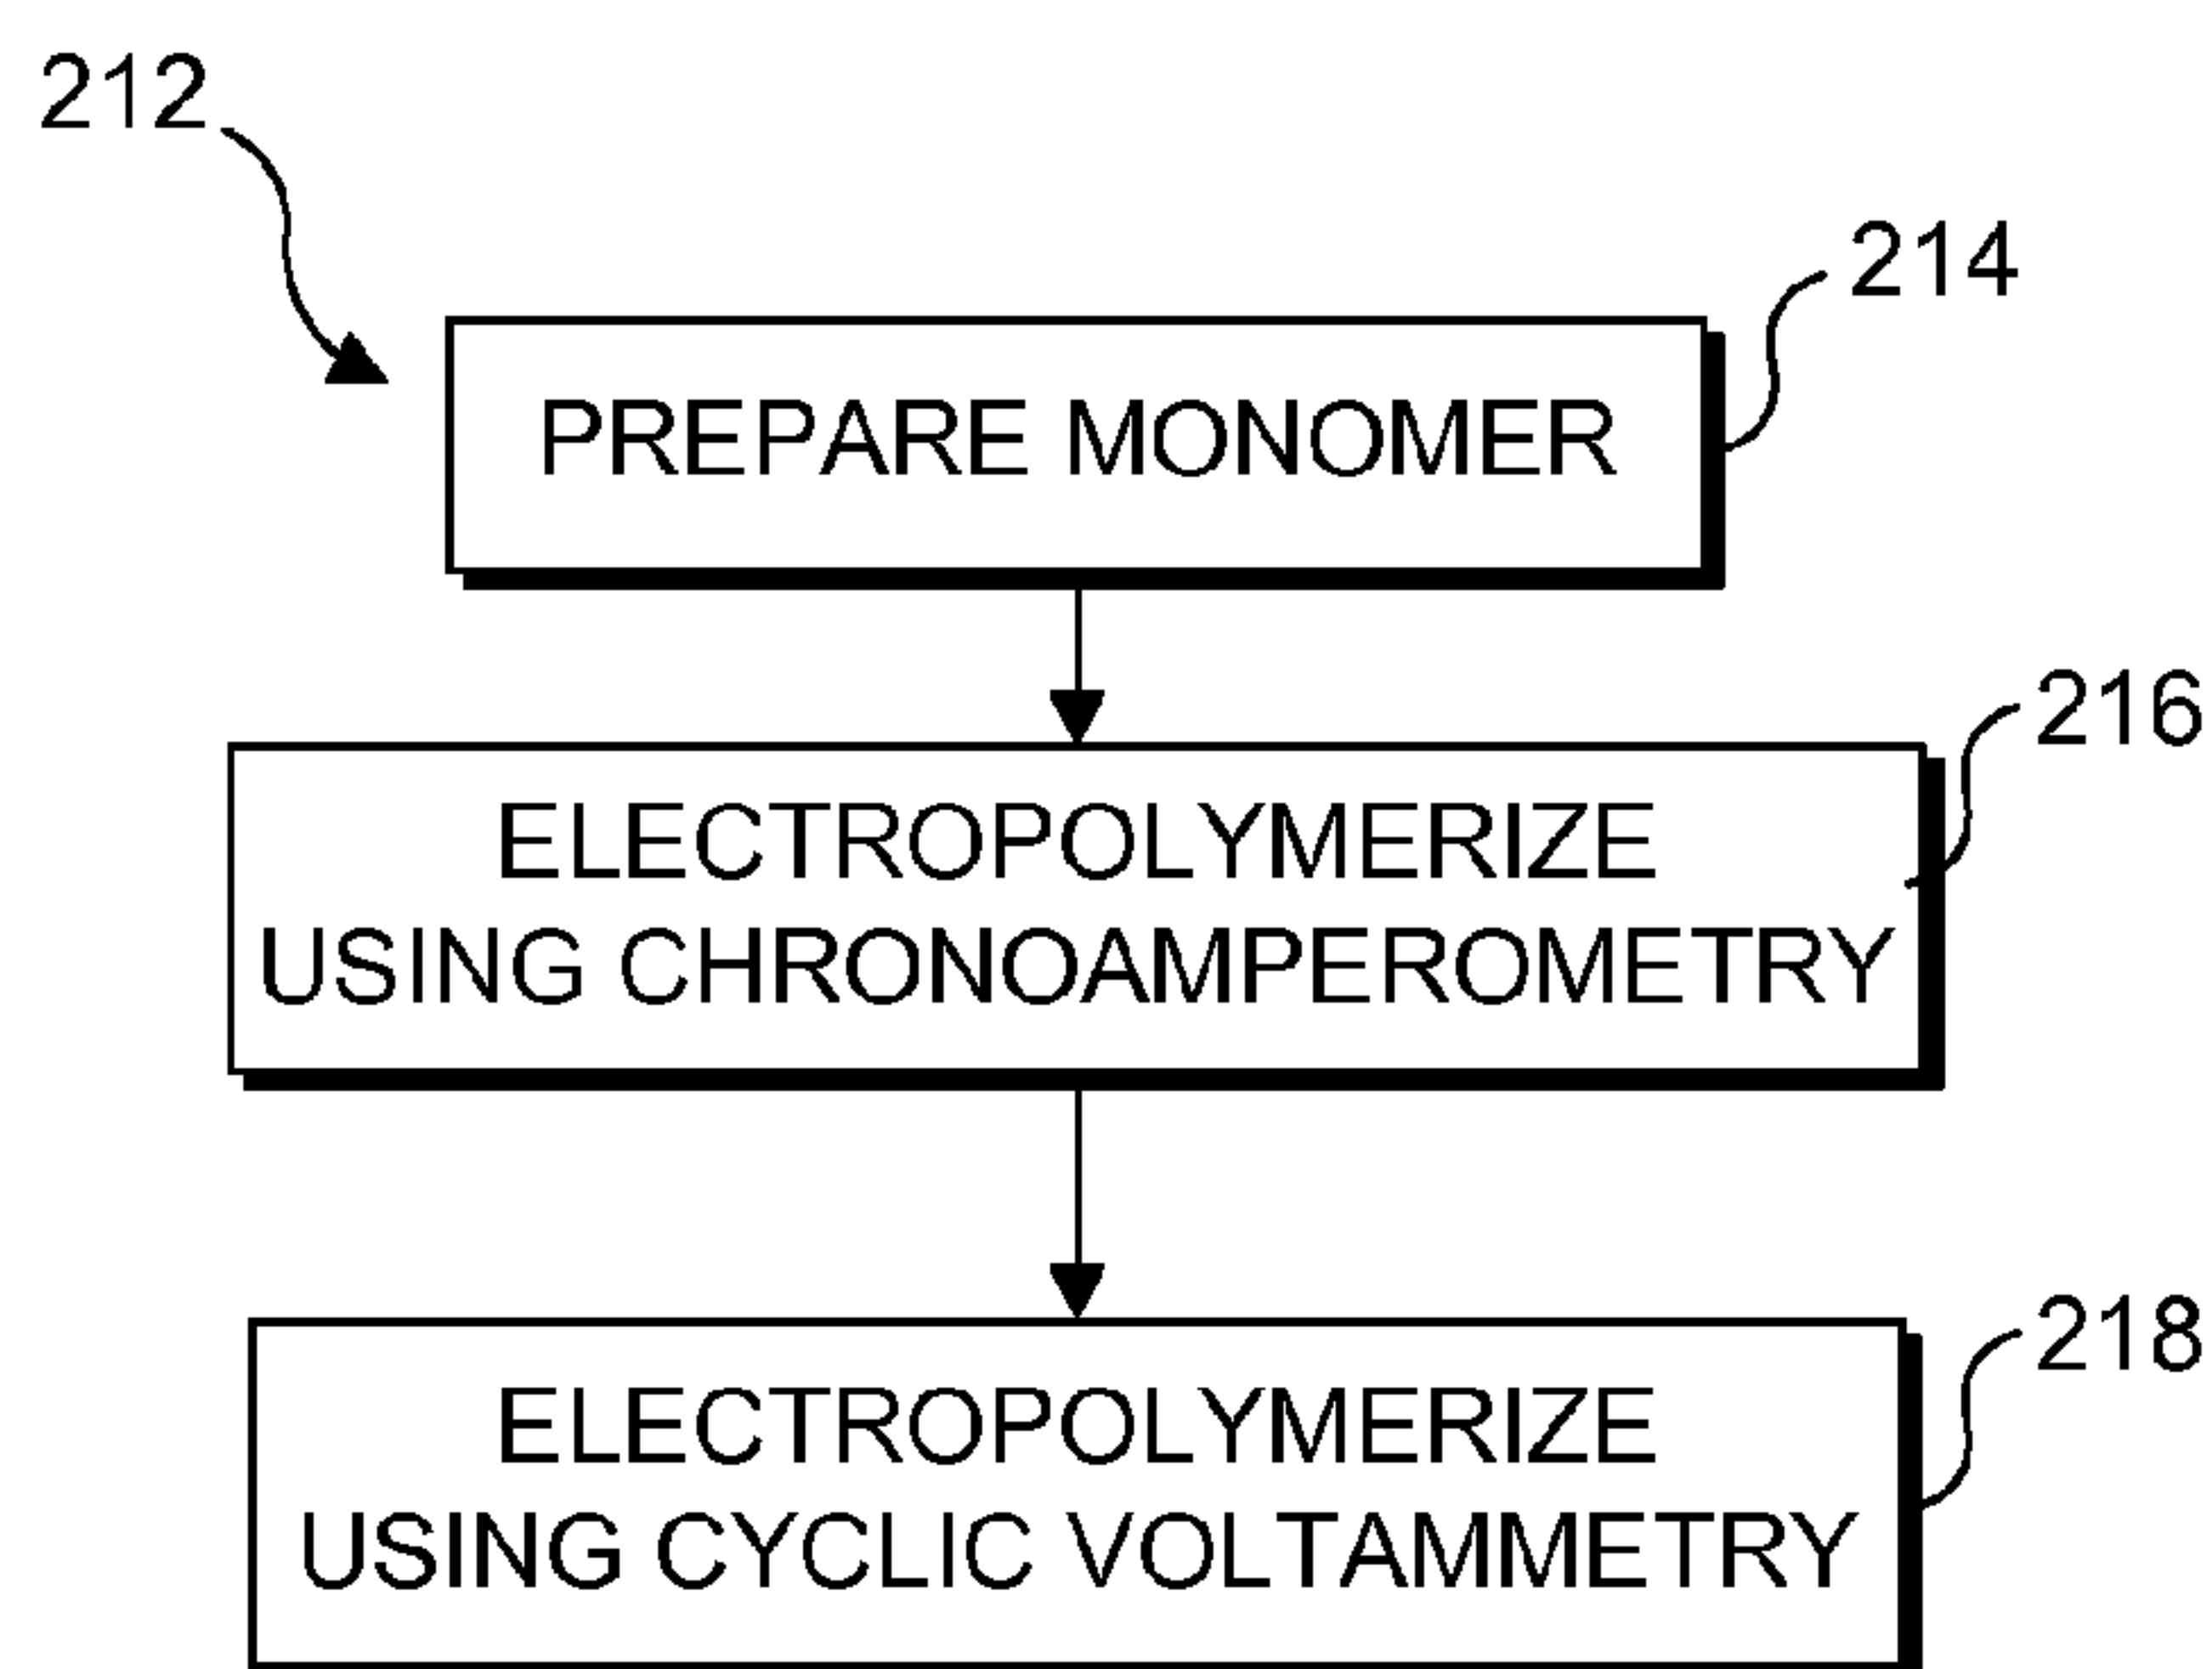 212
214
PREPARE MONOMER
216
ELECTROPOLYMERIZE
USING CHRONOAMPEROMETRY
218
ELECTROPOLYMERIZE
USING CYCLIC VOLTAMMETRY